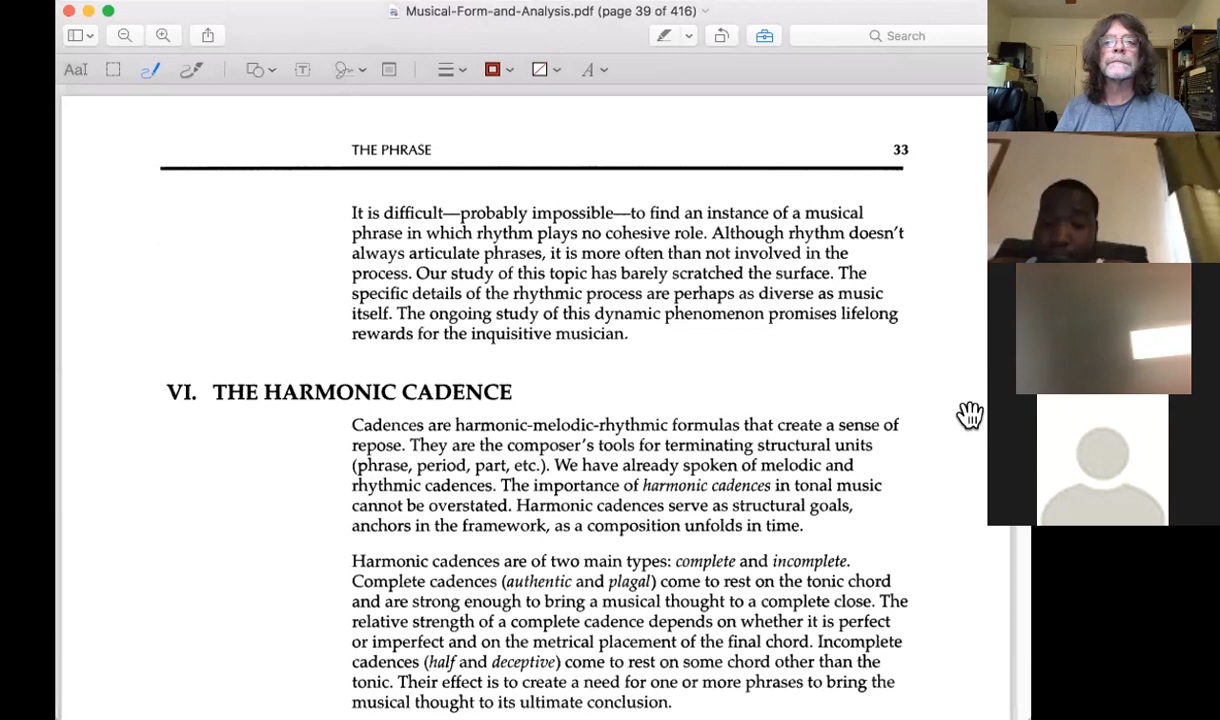 Musical-Form-and-Analysis.pdf (page 39 of 416)
Search
AaI
T
A
THE PHRASE 33
It is difficult—probably impossible—to find an instance of a musical
phrase in which rhythm plays no cohesive role. Although rhythm doesn't
always articulate phrases, it is more often than not involved in the
process. Our study of this topic has barely scratched the surface. The
specific details of the rhythmic process are perhaps as diverse as music
itself. The ongoing study of this dynamic phenomenon promises lifelong
rewards for the inquisitive musician.
VI. THE HARMONIC CADENCE
Cadences are harmonic-melodic-rhythmic formulas that create a sense of
repose. They are the composer's tools for terminating structural units
(phrase, period, part, etc.). We have already spoken of melodic and
rhythmic cadences. The importance of harmonic cadences in tonal music
cannot be overstated. Harmonic cadences serve as structural goals,
anchors in the framework, as a composition unfolds in time.
Harmonic cadences are of two main types: complete and incomplete.
Complete cadences (authentic and plagal) come to rest on the tonic chord
and are strong enough to bring a musical thought to a complete close. The
relative strength of a complete cadence depends on whether it is perfect
or imperfect and on the metrical placement of the final chord. Incomplete
cadences (half and deceptive) come to rest on some chord other than the
tonic. Their effect is to create a need for one or more phrases to bring the
musical thought to its ultimate conclusion.